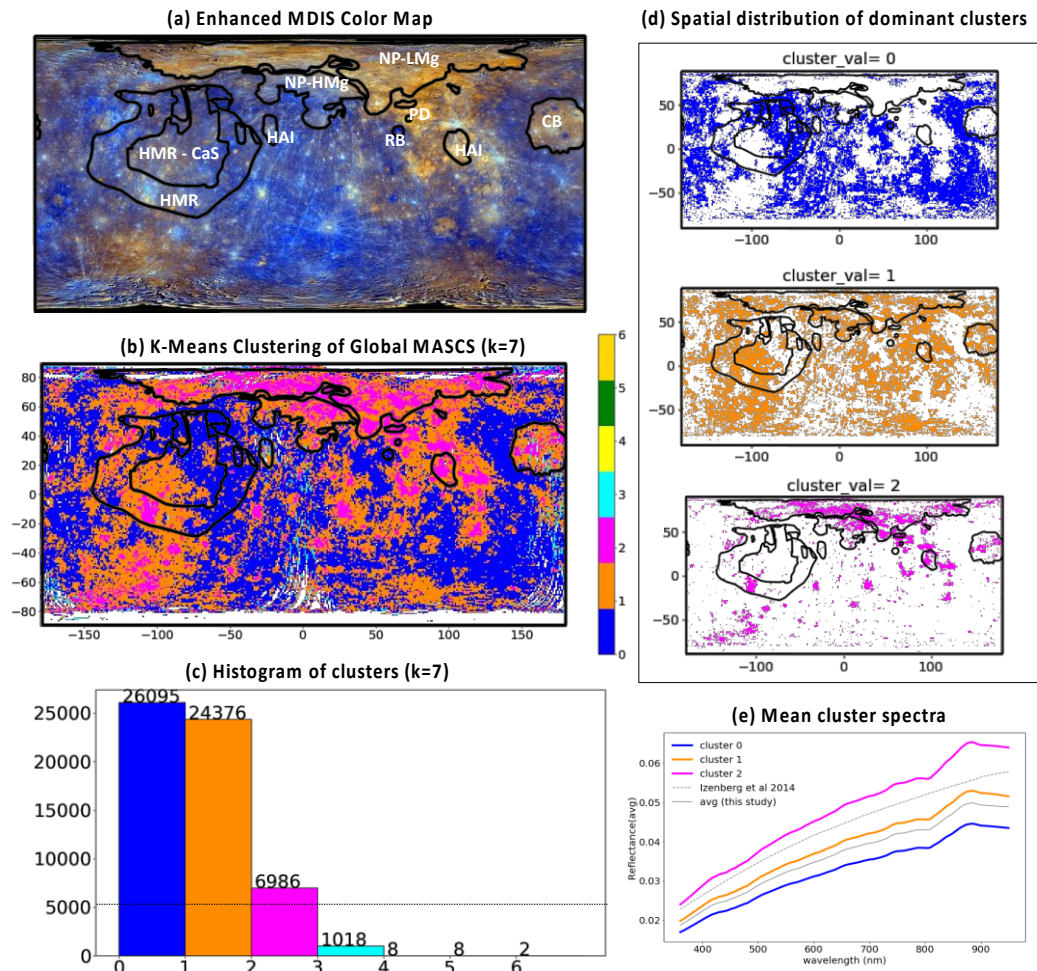 (a) Enhanced MDIS Color Map
NP-LMg
NP-HMg
PD
CB
HAI
RB
HAI
HMR - CaS
HMR
(b) K-Means Clustering of Global MASCS (k=7)
80
60
40
20
0
−20
−40
−60
−80
−150 −100 −50 0 50 100 150
6
5
4
3
2
1
0
(c) Histogram of clusters (k=7)
26095
25000
24376
20000
15000
10000
6986
5000
1018
8 8 2
0
0 1 2 3 4 5 6
(d) Spatial distribution of dominant clusters
cluster_val= 0
50
0
−50
−100 0 100
cluster_val= 1
50
0
−50
−100 0 100
cluster_val= 2
50
0
−50
−100 0 100
(e) Mean cluster spectra
cluster 0
cluster 1
cluster 2
Izenberg et al 2014
avg (this study)
Reflectance(avg)
0.06
0.05
0.04
0.03
0.02
400 500 600 700 800 900
wavelength (nm)